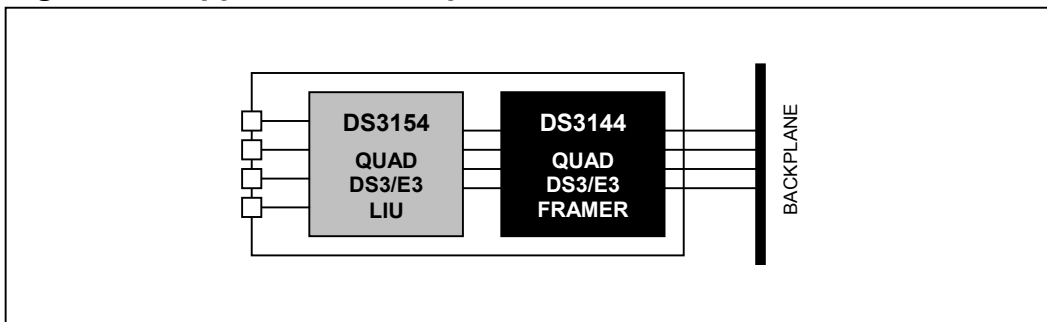 DS3154
QUAD
DS3/E3
LIU
DS3144
QUAD
DS3/E3
FRAMER
BACKPLANE